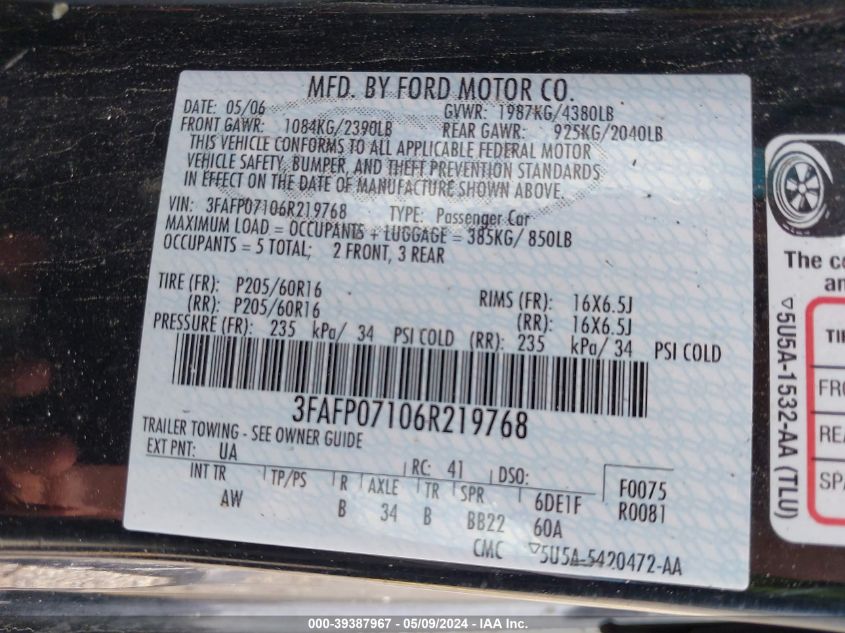 MFD. BY FORD MOTOR CO.
DATE: 05/06 GVWR: 1987KG/4380LB
FRONT GAWR: 1084KG/2390LB REAR GAWR: 925KG/2040LB
THIS VEHICLE CONFORMS TO ALL APPLICABLE FEDERAL MOTOR
VEHICLE SAFETY, BUMPER, AND THEFT PREVENTION STANDARDS
IN EFFECT ON THE DATE OF MANUFACTURE SHOWN ABOVE.
VIN: 3FAFP07106R219768 TYPE: Passenger Car
MAXIMUM LOAD = OCCUPANTS + LUGGAGE = 385KG/ 850LB
OCCUPANTS = 5 TOTAL; 2 FRONT, 3 REAR
TIRE (FR): P205/60R16 RIMS (FR): 16X6.5J
(RR): P205/60R16 (RR): 16X6.5J
PRESSURE (FR): 235 kPa/ 34 PSI COLD (RR): 235 kPa/ 34 PSI COLD
3FAFP07106R219768
TRAILER TOWING - SEE OWNER GUIDE
EXT PNT: UA RC: 41 DSO:
INT TR TP/PS R AXLE TR SPR 6DE1F F0075
AW B 34 B BB22 60A R0081
CMC ▽5U5A-5420472-AA
The co
an
TI
FRO
REA
SPA
▽5U5A-1532-AA (TLU)
000-39387967 - 05/09/2024 - IAA Inc.